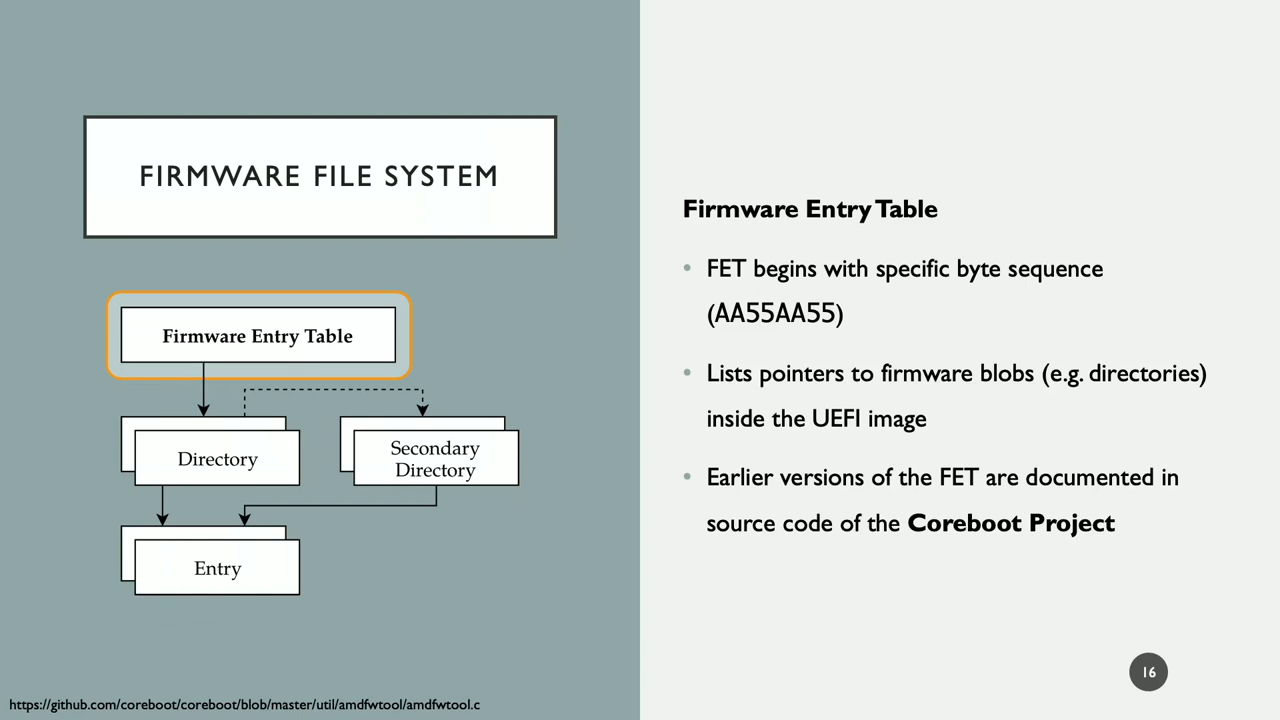 FIRMWARE FILE SYSTEM
Firmware Entry Table
Directory
Secondary
Directory
Entry
https://github.com/coreboot/coreboot/blob/master/util/amdfwtool/amdfwtool.c
Firmware Entry Table
• FET begins with specific byte sequence
(AA55AA55)
• Lists pointers to firmware blobs (e.g. directories)
inside the UEFI image
• Earlier versions of the FET are documented in
source code of the Coreboot Project
16